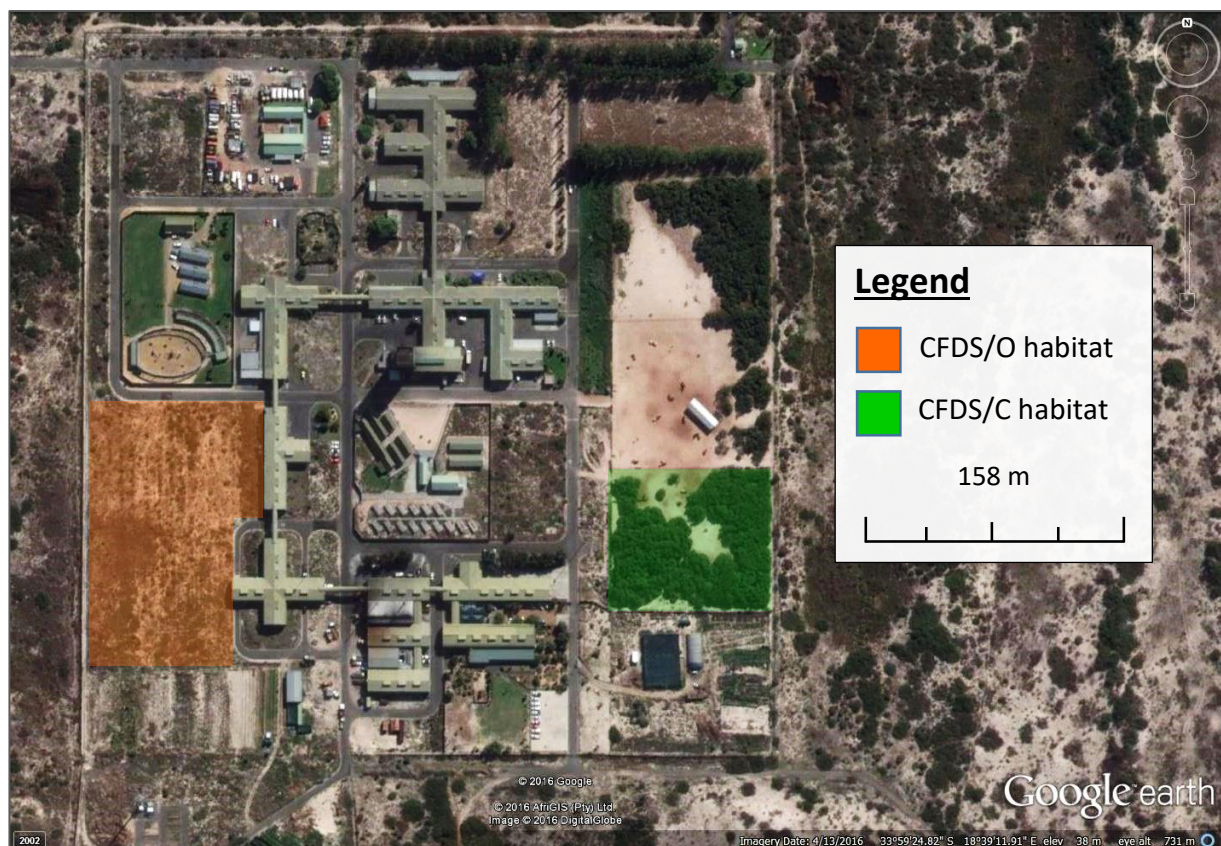 N
Legend
CFDS/O habitat
CFDS/C habitat
158 m
© 2016 Google
© 2016 AfriGIS (Pty) Ltd.
Image © 2016 DigitalGlobe
Google earth
2002
Imagery Date: 4/13/2016 33°59'24.82" S 18°39'11.91" E elev 38 m eye alt 731 m